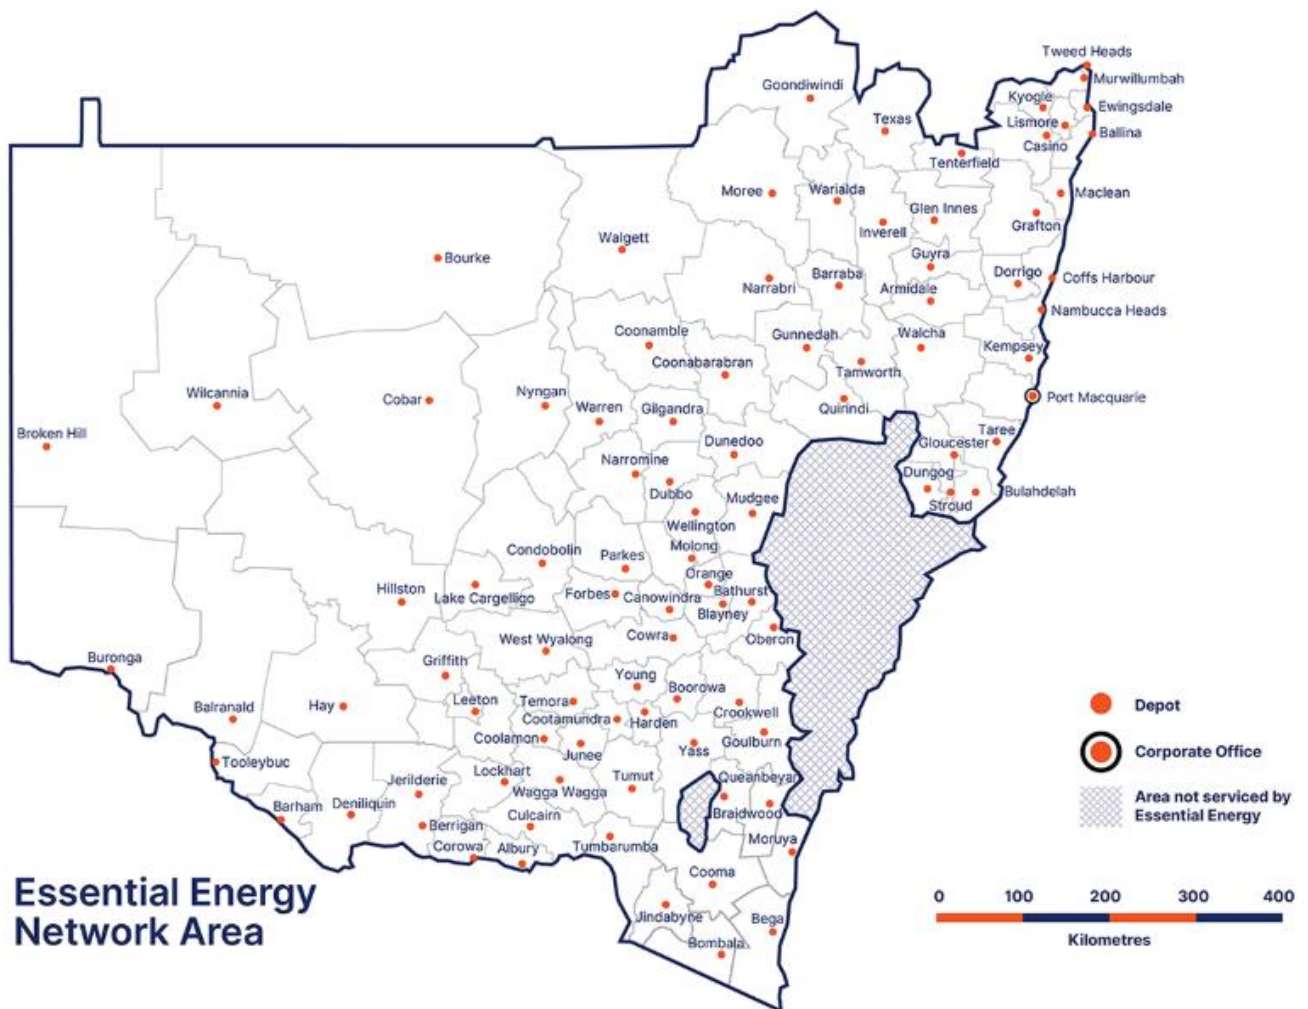 Tweed Heads
Murwillumbah
Goondiwindi
Kyogle
Ewingsdale
Texas
Lismore
Ballina
Casino
Tenterfield
Moree
Warialda
Maclean
Glen Innes
Grafton
Inverell
Walgett
Bourke
Guyra
Barraba
Dorrigo
Coffs Harbour
Narrabri
Armidale
Nambucca Heads
Coonamble
Gunnedah
Walcha
Kempsey
Coonabarabran
Tamworth
Wilcannia
Cobar
Nyngan
Warren
Gilgandra
Quirindi
Port Macquarie
Broken Hill
Taree
Dunedoo
Gloucester
Narromine
Dungog
Dubbo
Mudgee
Bulahdelah
Stroud
Wellington
Condobolin
Parkes
Molong
Orange
Hillston
Lake Cargelligo
Forbes
Canowindra
Bathurst
Blayney
West Wyalong
Cowra
Oberon
Buronga
Griffith
Young
Boorowa
Balranald
Hay
Leeton
Temora
Crookwell
Cootamundra
Harden
Coolamon
Goulburn
Junee
Yass
Tooleybuc
Lockhart
Jerilderie
Tumut
Queanbeyan
Wagga Wagga
Barham
Deniliquin
Culcairn
Braidwood
Berrigan
Moruya
Corowa
Albury
Tumbarumba
Cooma
Jindabyne
Bega
Bombala
Depot
Corporate Office
Area not serviced by
Essential Energy
0 100 200 300 400
Kilometres
Essential Energy
Network Area